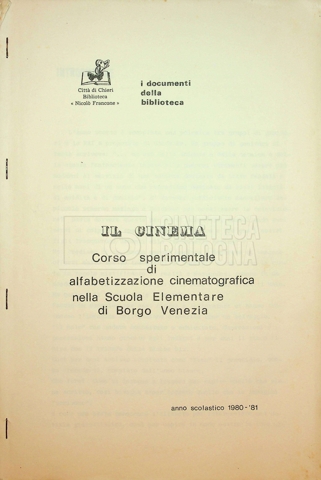 Città di Chieri
Biblioteca
« Nicolò Francone »
i documenti
della
biblioteca
IL CINEMA
CINETECA
BOLOGNA
Corso sperimentale
di
alfabetizzazione cinematografica
nella Scuola Elementare
di Borgo Venezia
anno scolastico 1980-'81